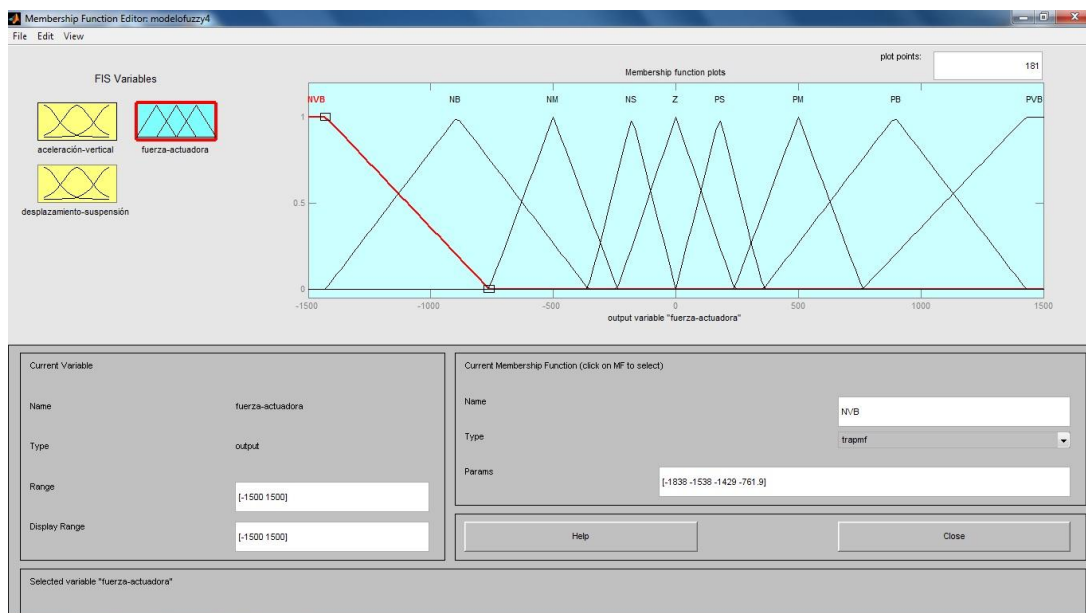 Membership Function Editor: modelofuzzy4
File Edit View
FIS Variables
aceleración-vertical
fuerza-actuadora
desplazamiento-suspensión
plot points:
181
Membership function plots
NVB NB NM NS Z PS PM PB PVB
1
0.5
0
-1500 -1000 -500 0 500 1000 1500
output variable "fuerza-actuadora"
Current Variable
Name fuerza-actuadora
Type output
Range [-1500 1500]
Display Range [-1500 1500]
Current Membership Function (click on MF to select)
Name NVB
Type trapmf
Params [-1838 -1538 -1429 -761.9]
Help Close
Selected variable "fuerza-actuadora"